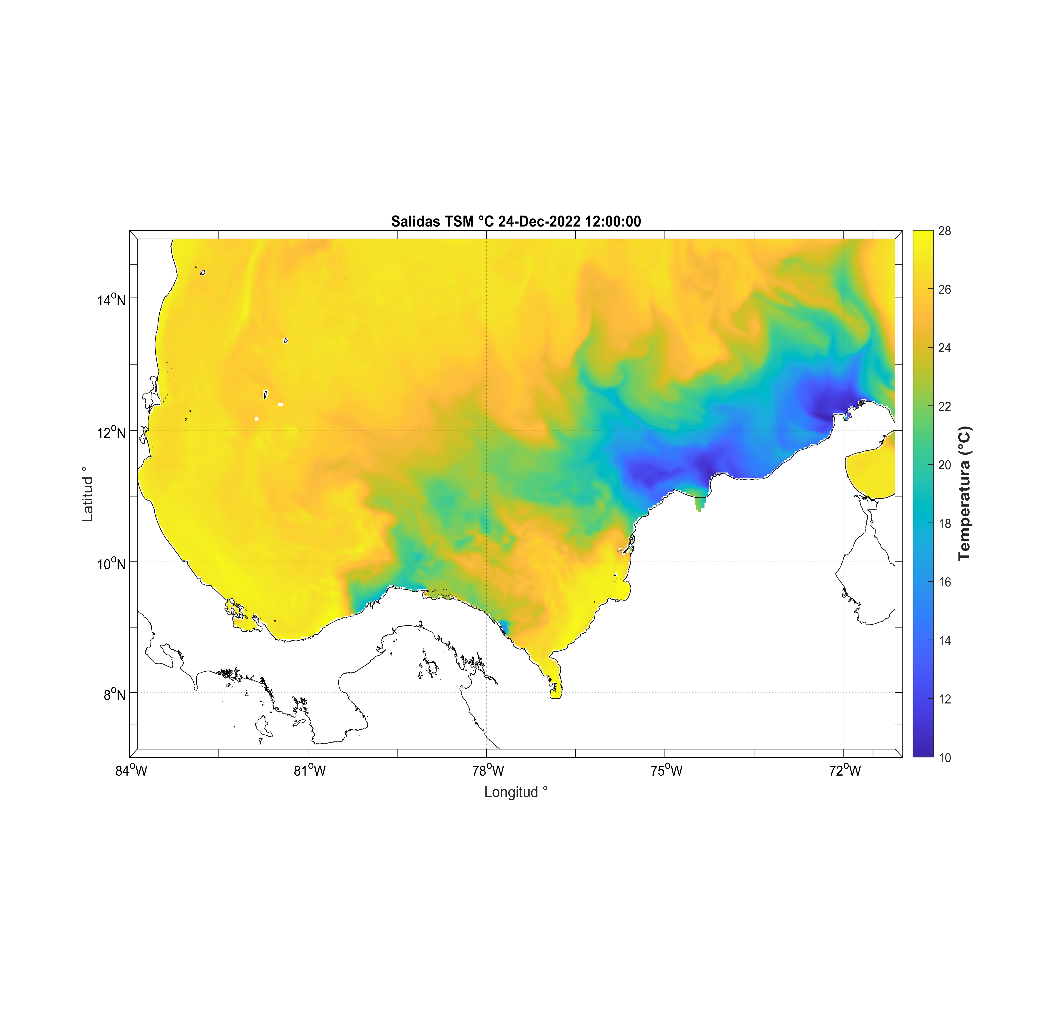 Salidas TSM °C 24-Dec-2022 12:00:00
28
26
24
22
20
18
16
14
12
10
Temperatura (°C)
14°N
12°N
10°N
8°N
Latitud °
84°W
81°W
78°W
75°W
72°W
Longitud °